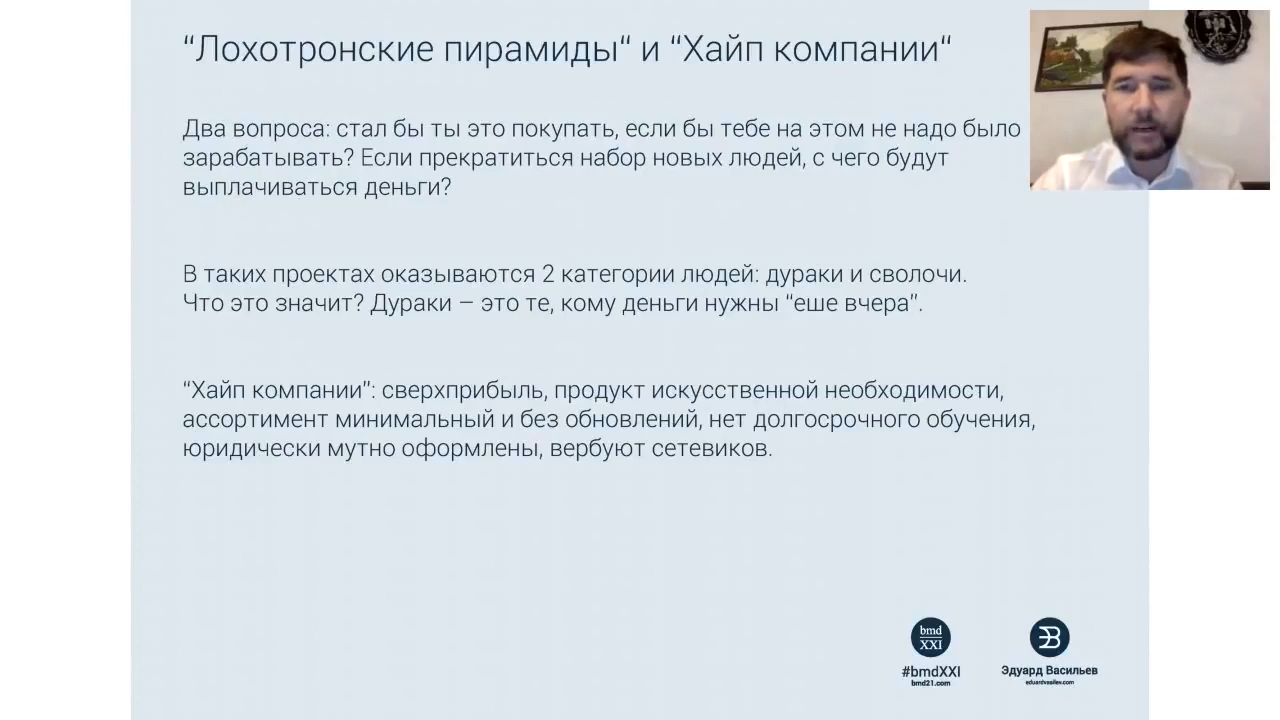 “Лохотронские пирамиды“ и “Хайп компании“
Два вопроса: стал бы ты это покупать, если бы тебе на этом не надо было
зарабатывать? Если прекратиться набор новых людей, с чего будут
выплачиваться деньги?
В таких проектах оказываются 2 категории людей: дураки и сволочи.
Что это значит? Дураки – это те, кому деньги нужны “еше вчера”.
“Хайп компании”: сверхприбыль, продукт искусственной необходимости,
ассортимент минимальный и без обновлений, нет долгосрочного обучения,
юридически мутно оформлены, вербуют сетевиков.
bmd
XXI
#bmdXXI
bmd21.com
Эдуард Васильев
eduardvasilev.com